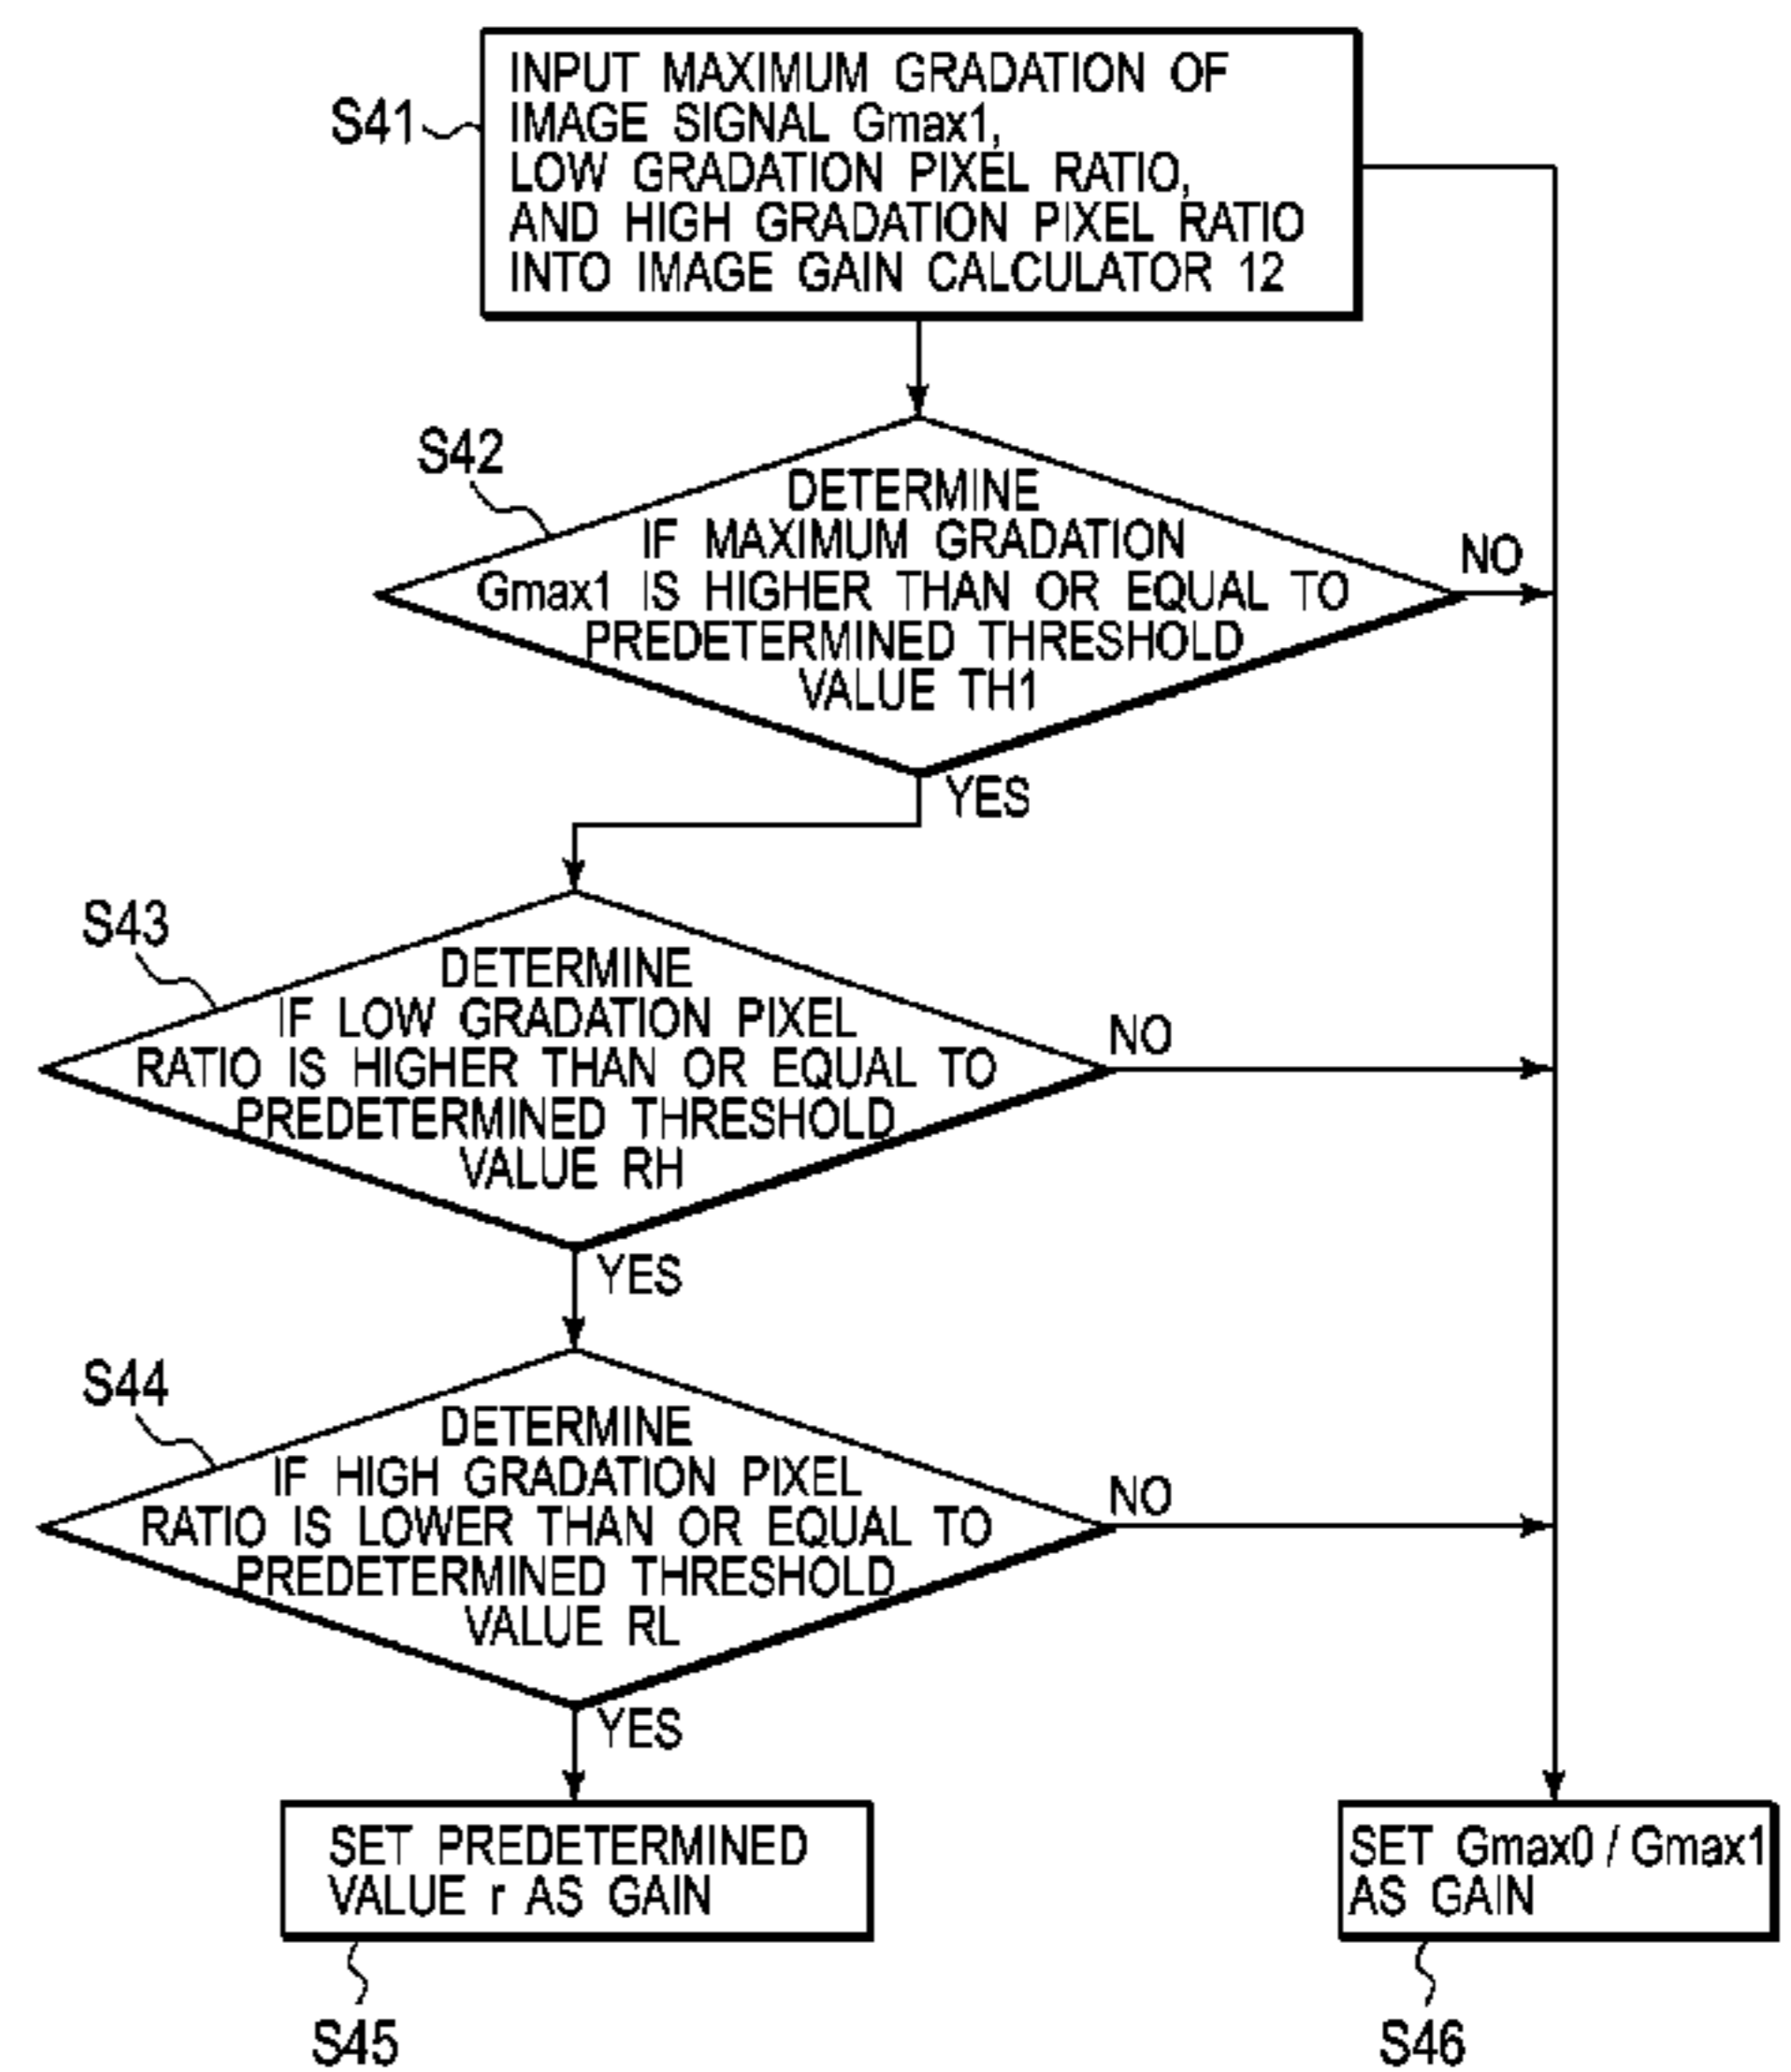 S41
INPUT MAXIMUM GRADATION OF
IMAGE SIGNAL Gmax1,
LOW GRADATION PIXEL RATIO,
AND HIGH GRADATION PIXEL RATIO
INTO IMAGE GAIN CALCULATOR 12
S42
DETERMINE
IF MAXIMUM GRADATION
Gmax1 IS HIGHER THAN OR EQUAL TO
PREDETERMINED THRESHOLD
VALUE TH1
NO
YES
S43
DETERMINE
IF LOW GRADATION PIXEL
RATIO IS HIGHER THAN OR EQUAL TO
PREDETERMINED THRESHOLD
VALUE RH
NO
YES
S44
DETERMINE
IF HIGH GRADATION PIXEL
RATIO IS LOWER THAN OR EQUAL TO
PREDETERMINED THRESHOLD
VALUE RL
NO
YES
SET PREDETERMINED
VALUE r AS GAIN
S45
SET Gmax0 / Gmax1
AS GAIN
S46